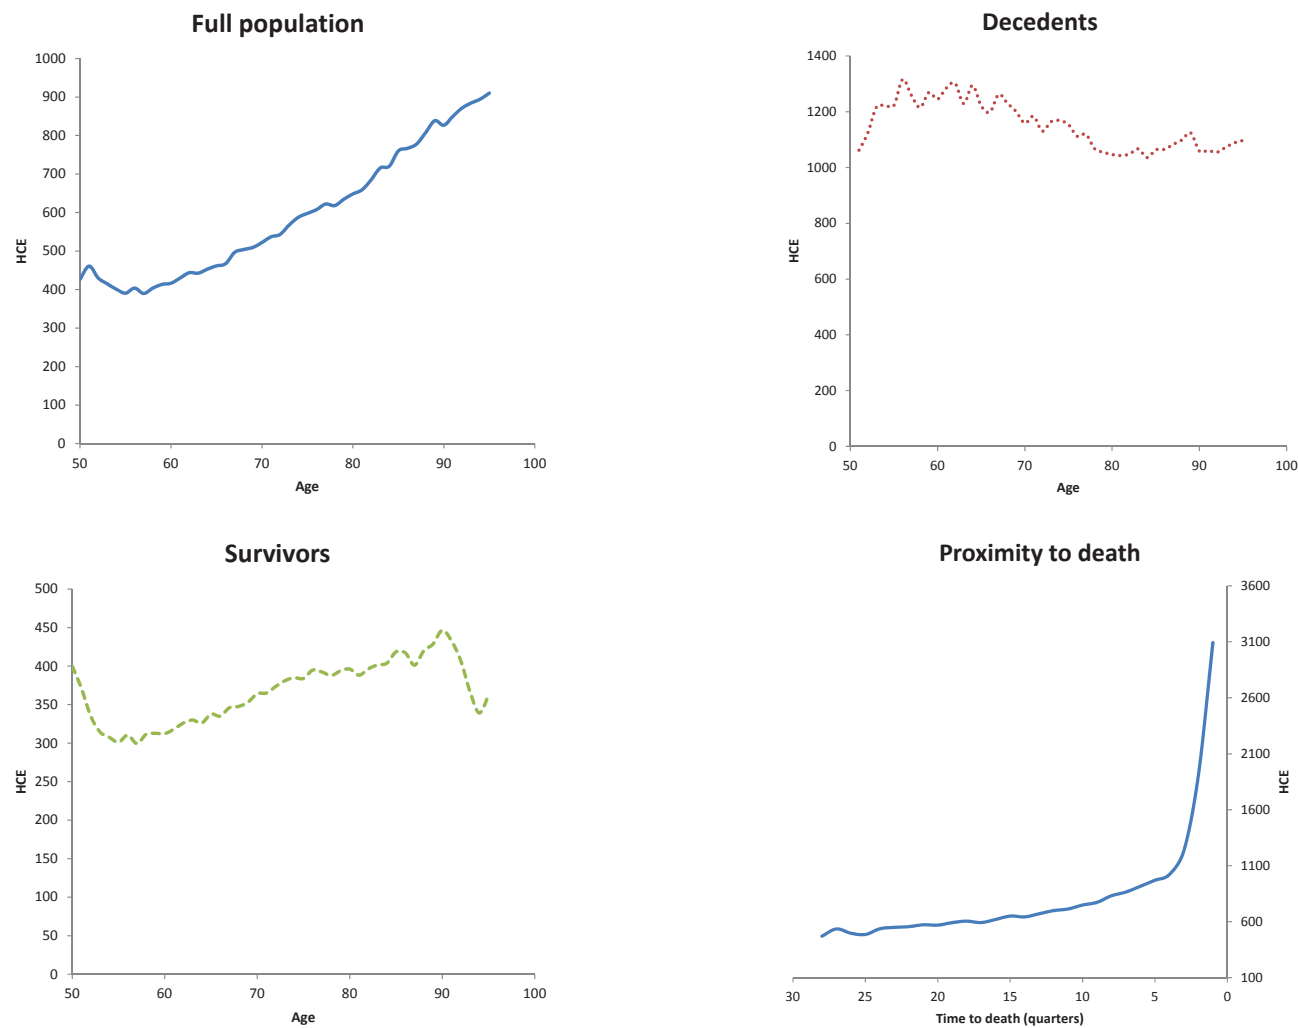 Full population
1000
900
800
700
600
500
400
300
200
100
0
HCE
50 60 70 80 90 100
Age
Decedents
1400
1200
1000
800
600
400
200
0
HCE
50 60 70 80 90 100
Age
Survivors
500
450
400
350
300
250
200
150
100
50
0
HCE
50 60 70 80 90 100
Age
Proximity to death
3600
3100
2600
2100
1600
1100
600
100
HCE
30 25 20 15 10 5 0
Time to death (quarters)